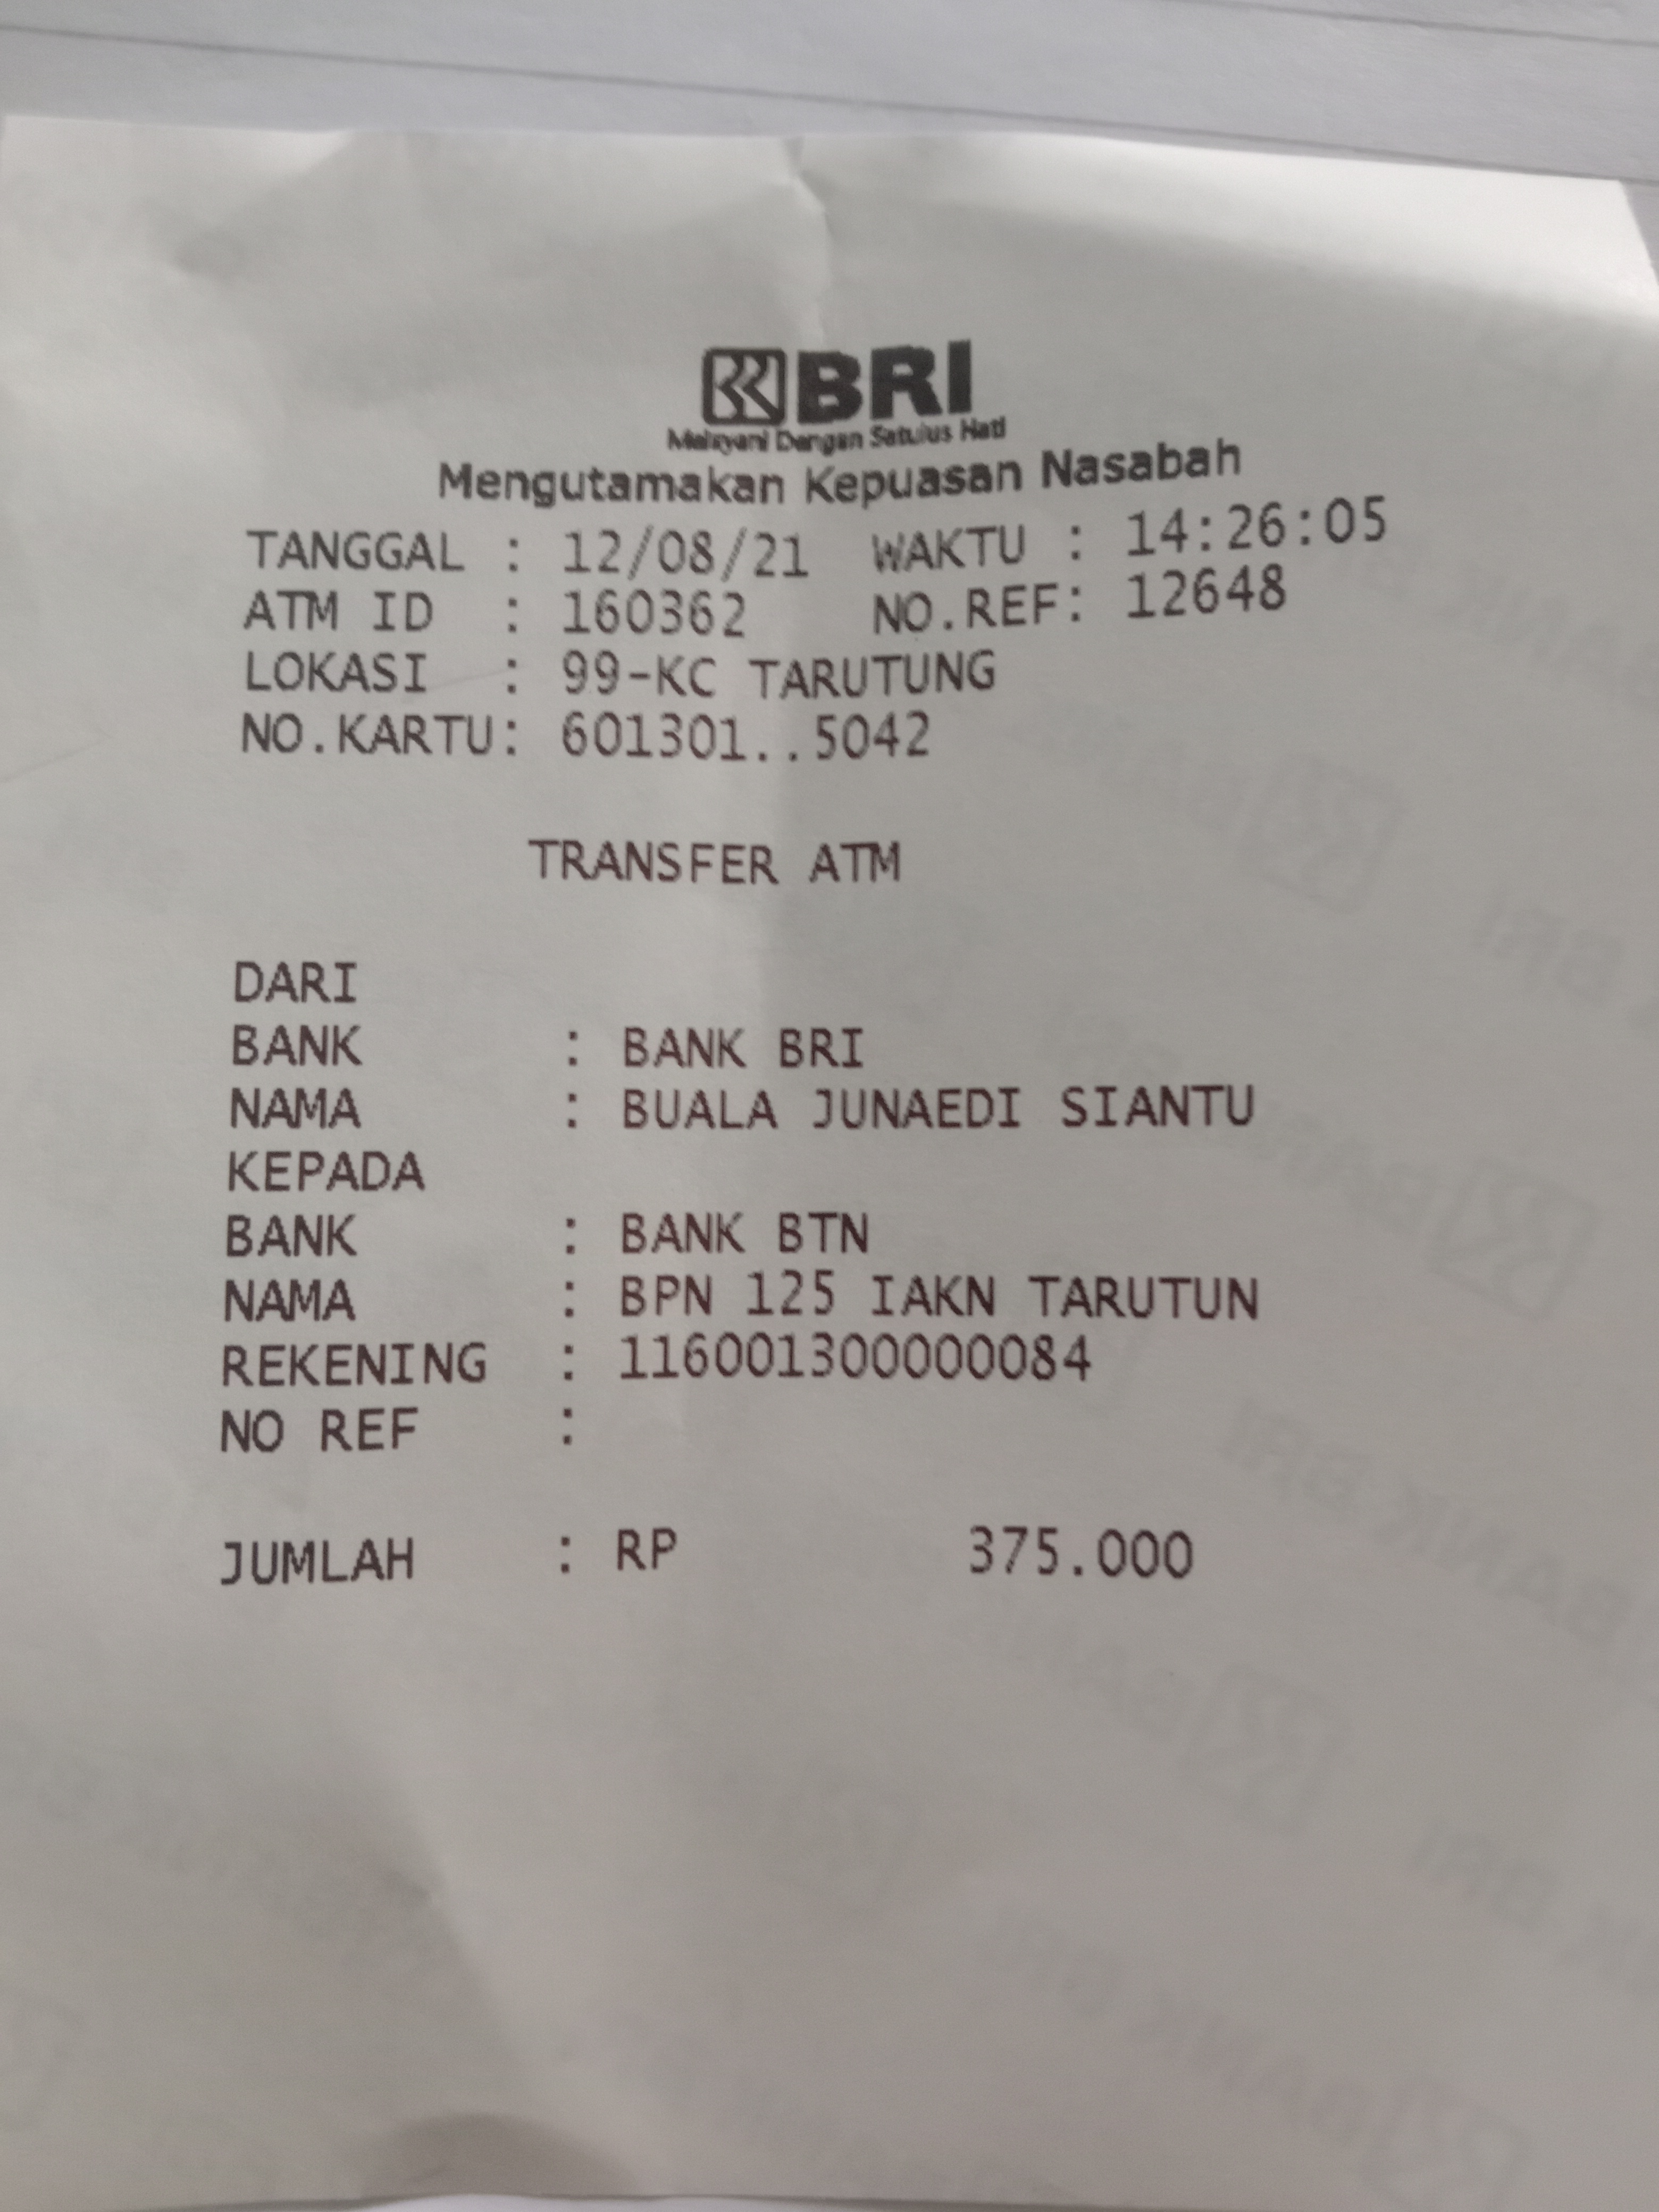 BRI
Melayani Dengan Setulus Hati
Mengutamakan Kepuasan Nasabah
TANGGAL : 12/08/21 WAKTU : 14:26:05
ATM ID : 160362 NO.REF: 12648
LOKASI : 99-KC TARUTUNG
NO.KARTU: 601301..5042
TRANSFER ATM
DARI
BANK : BANK BRI
NAMA : BUALA JUNAEDI SIANTU
KEPADA
BANK : BANK BTN
NAMA : BPN 125 IAKN TARUTUN
REKENING : 116001300000084
NO REF :
JUMLAH : RP 375.000